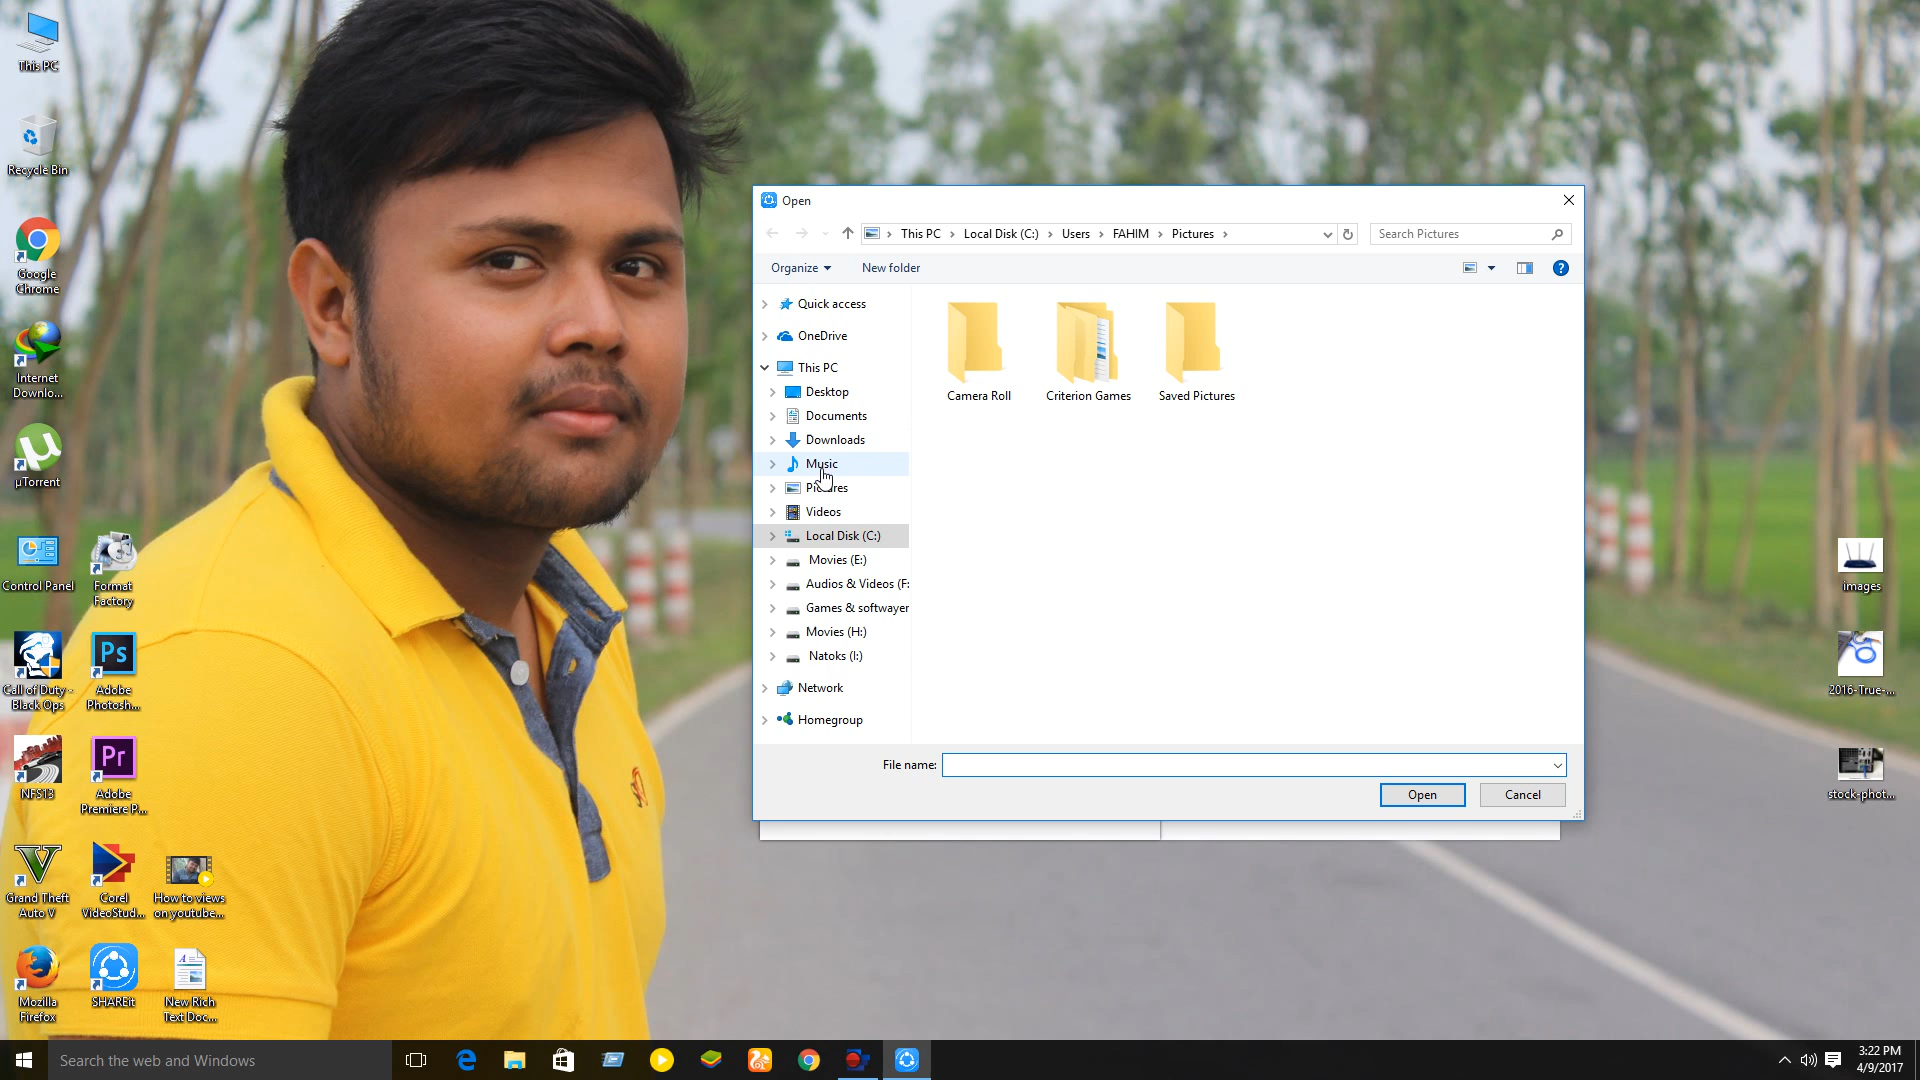 This PC
Recycle Bin
Google
Chrome
Internet
Downlo...
µTorrent
Control Panel
Format
Factory
Call of Duty -
Black Ops
Ps
Adobe
Photosh...
NFS13
Pr
Adobe
Premiere P...
Grand Theft
Auto V
Corel
VideoStud...
How to views
on youtube...
Mozilla
Firefox
SHAREit
New Rich
Text Doc...
Open
This PC
Local Disk (C:)
Users
FAHIM
Pictures
Search Pictures
Organize
New folder
Quick access
OneDrive
This PC
Desktop
Documents
Downloads
Music
Pictures
Videos
Local Disk (C:)
Movies (E:)
Audios & Videos (F:
Games & softwayer
Movies (H:)
Natoks (I:)
Network
Homegroup
Camera Roll
Criterion Games
Saved Pictures
File name:
Open
Cancel
images
2016-True-...
stock-phot...
Search the web and Windows
3:22 PM
4/9/2017